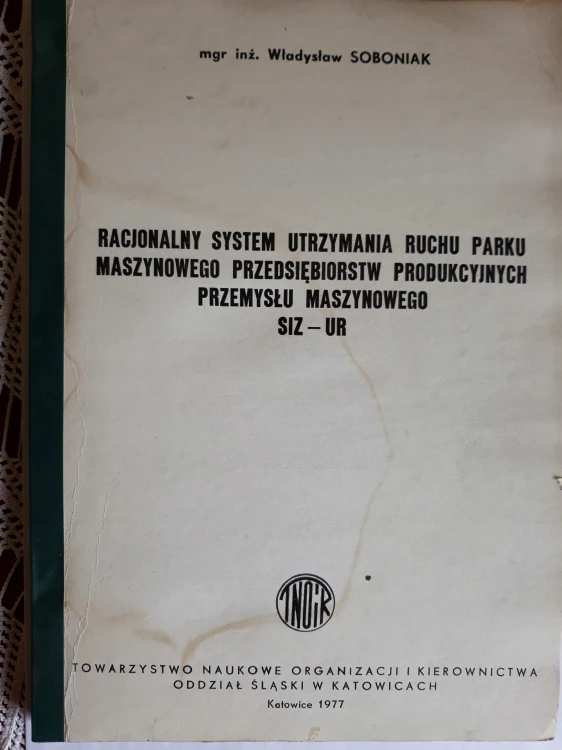 mgr inż. Władysław SOBONIAK
RACJONALNY SYSTEM UTRZYMANIA RUCHU PARKU
MASZYNOWEGO PRZEDSIĘBIORSTW PRODUKCYJNYCH
PRZEMYSŁU MASZYNOWEGO
SIZ – UR
TNOiK
TOWARZYSTWO NAUKOWE ORGANIZACJI I KIEROWNICTWA
ODDZIAŁ ŚLĄSKI W KATOWICACH
Katowice 1977